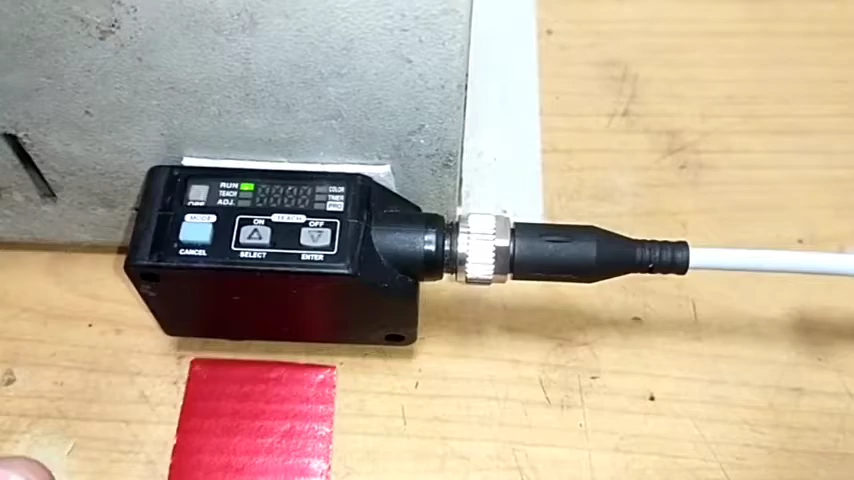 RUN
TEACH
ADJ.
COLOR
TIMER
PRO
MODE
ON TEACH OFF
CANCEL SELECT ENTER